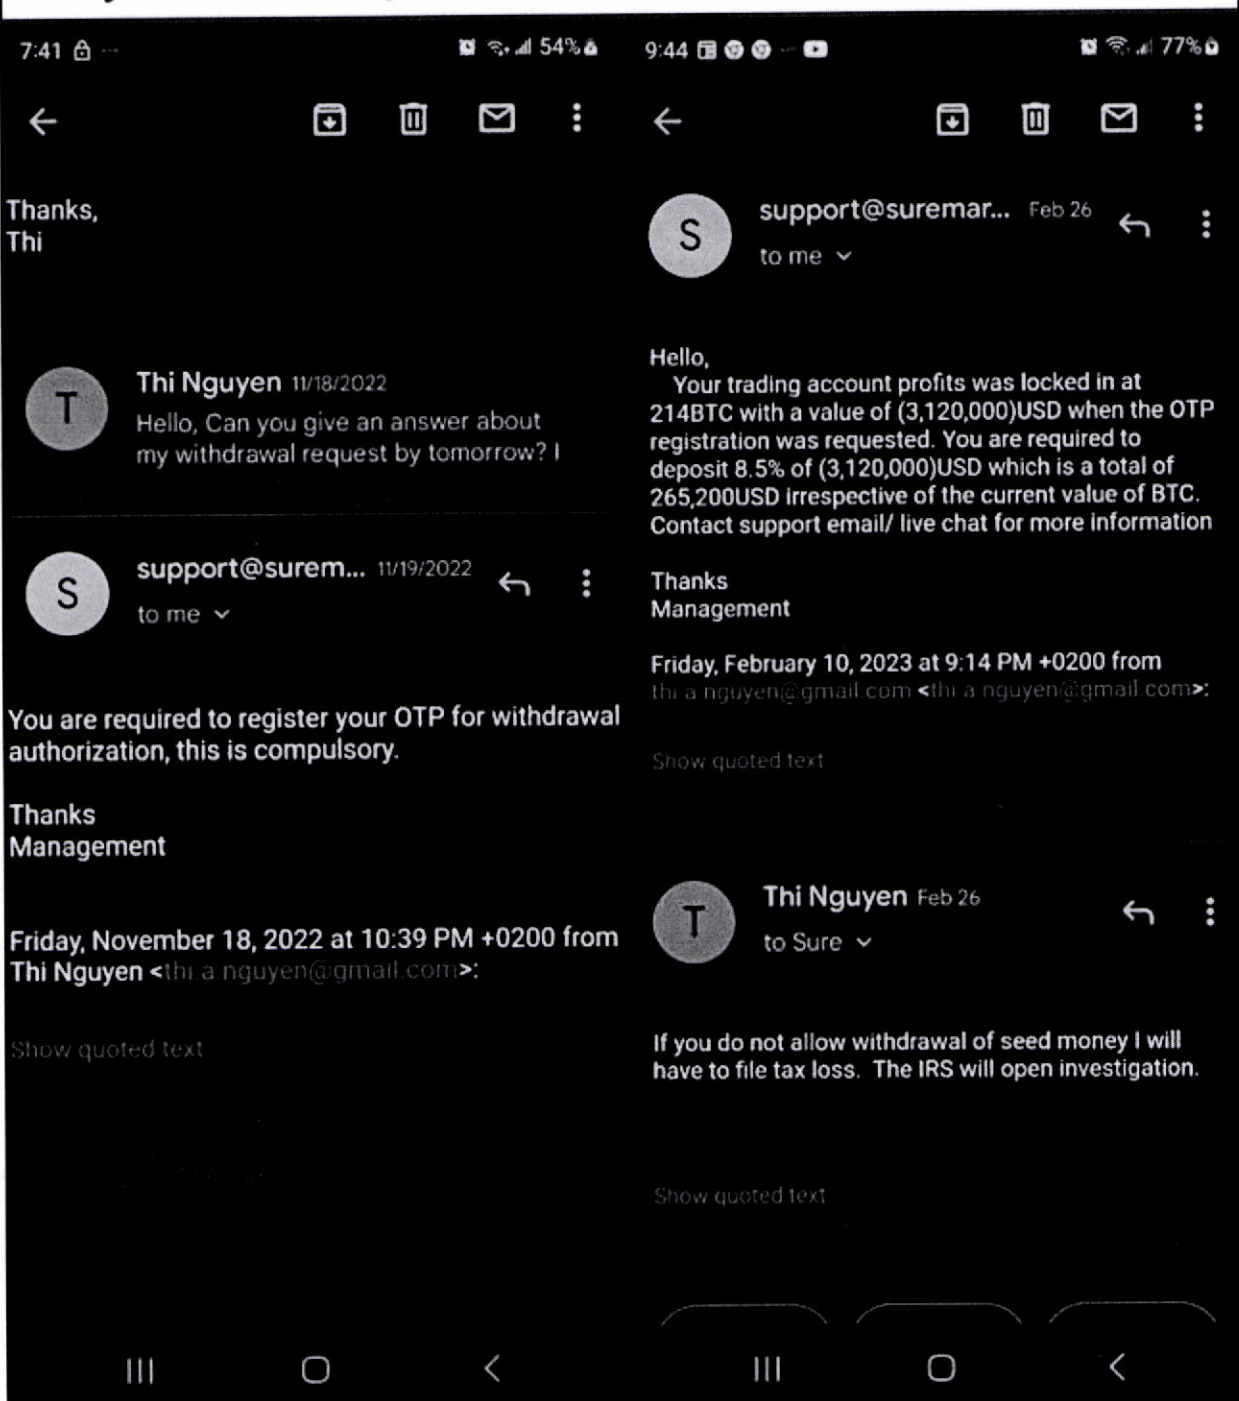 7:41
54%
Thanks,
Thi
T
Thi Nguyen 11/18/2022
Hello, Can you give an answer about
my withdrawal request by tomorrow? I
S
support@surem... 11/19/2022
to me
You are required to register your OTP for withdrawal
authorization, this is compulsory.
Thanks
Management
Friday, November 18, 2022 at 10:39 PM +0200 from
Thi Nguyen <thi.a.nguyen@gmail.com>:
Show quoted text
9:44
77%
S
support@suremar... Feb 26
to me
Hello,
Your trading account profits was locked in at
214BTC with a value of (3,120,000)USD when the OTP
registration was requested. You are required to
deposit 8.5% of (3,120,000)USD which is a total of
265,200USD irrespective of the current value of BTC.
Contact support email/ live chat for more information
Thanks
Management
Friday, February 10, 2023 at 9:14 PM +0200 from
thi.a.nguyen@gmail.com <thi.a.nguyen@gmail.com>:
Show quoted text
T
Thi Nguyen Feb 26
to Sure
If you do not allow withdrawal of seed money I will
have to file tax loss. The IRS will open investigation.
Show quoted text